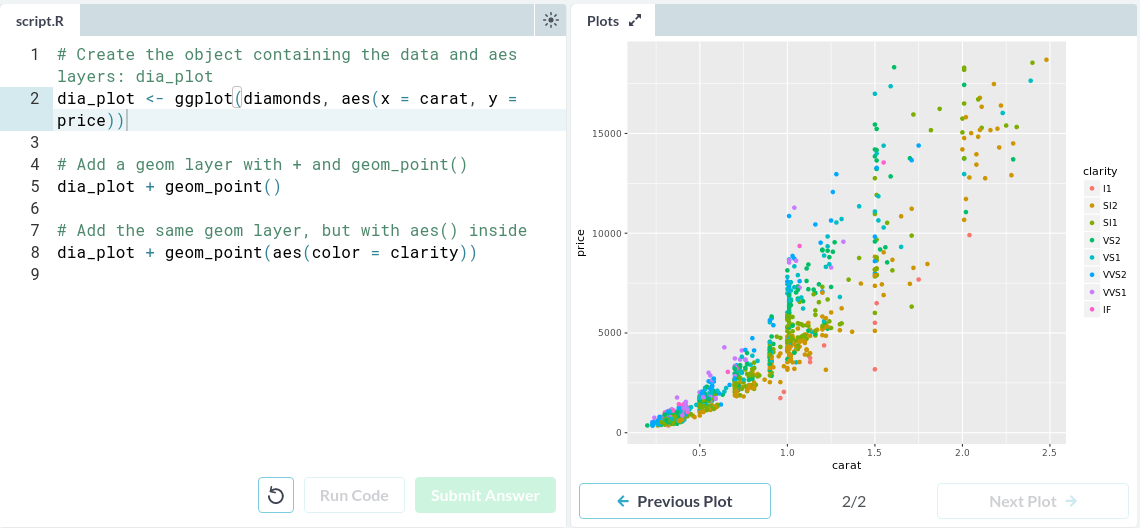 script.R
1 # Create the object containing the data and aes
layers: dia_plot
2 dia_plot <- ggplot(diamonds, aes(x = carat, y =
price))
3
4 # Add a geom layer with + and geom_point()
5 dia_plot + geom_point()
6
7 # Add the same geom layer, but with aes() inside
8 dia_plot + geom_point(aes(color = clarity))
9
Run Code
Submit Answer
Plots
price
15000
10000
5000
0
0.5 1.0 1.5 2.0 2.5
carat
clarity
I1
SI2
SI1
VS2
VS1
VVS2
VVS1
IF
Previous Plot
2/2
Next Plot